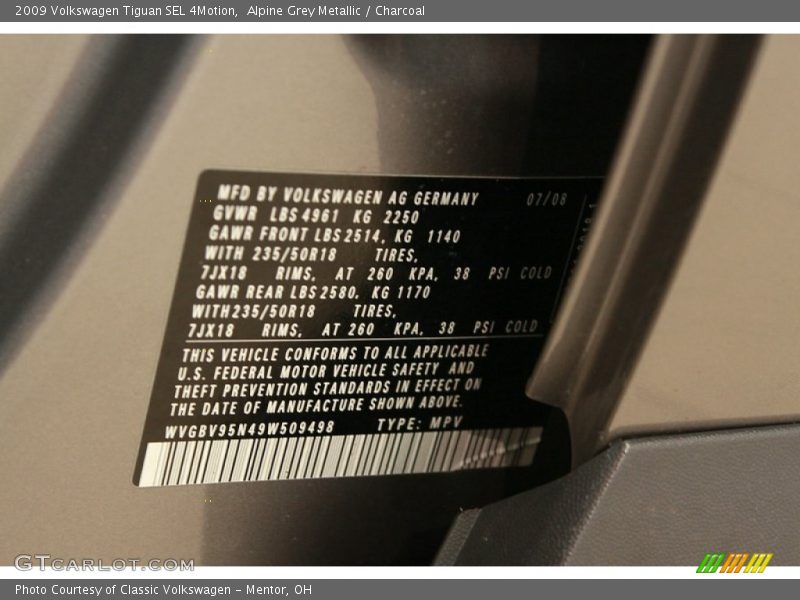 2009 Volkswagen Tiguan SEL 4Motion, Alpine Grey Metallic / Charcoal
MFD BY VOLKSWAGEN AG GERMANY 07/08
GVWR LBS 4961 KG 2250
GAWR FRONT LBS 2514, KG 1140
WITH 235/50R18 TIRES,
7JX18 RIMS, AT 260 KPA, 38 PSI COLD
GAWR REAR LBS 2580, KG 1170
WITH 235/50R18 TIRES,
7JX18 RIMS, AT 260 KPA, 38 PSI COLD
THIS VEHICLE CONFORMS TO ALL APPLICABLE
U.S. FEDERAL MOTOR VEHICLE SAFETY AND
THEFT PREVENTION STANDARDS IN EFFECT ON
THE DATE OF MANUFACTURE SHOWN ABOVE.
WVGBV95N49W509498 TYPE: MPV
GTCARLOT.COM
Photo Courtesy of Classic Volkswagen - Mentor, OH